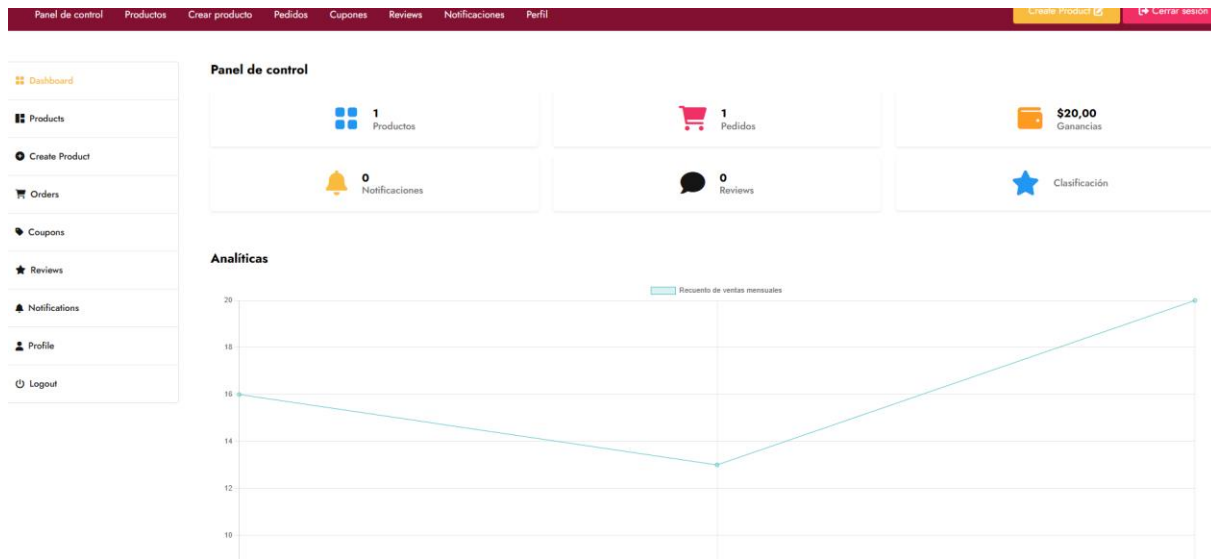 Panel de control Productos Crear producto Pedidos Cupones Reviews Notificaciones Perfil Create Product Cerrar sesión
Dashboard
Products
Create Product
Orders
Coupons
Reviews
Notifications
Profile
Logout
Panel de control
1
Productos
1
Pedidos
$20,00
Ganancias
0
Notificaciones
0
Reviews
Clasificación
Analíticas
Recuento de ventas mensuales
20
18
16
14
12
10